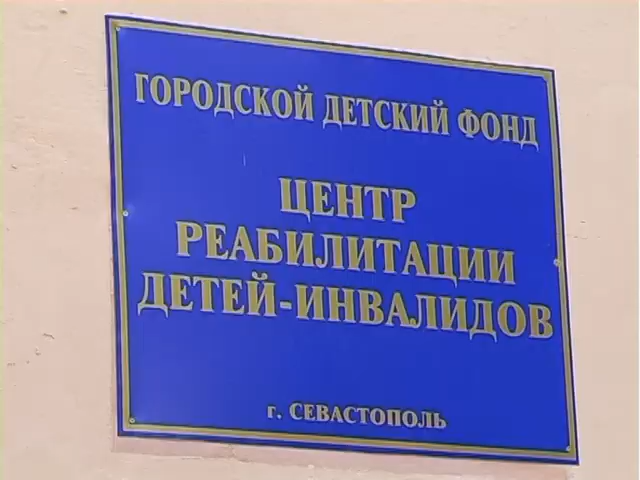 ГОРОДСКОЙ ДЕТСКИЙ ФОНД
ЦЕНТР
РЕАБИЛИТАЦИИ
ДЕТЕЙ-ИНВАЛИДОВ
г. СЕВАСТОПОЛЬ